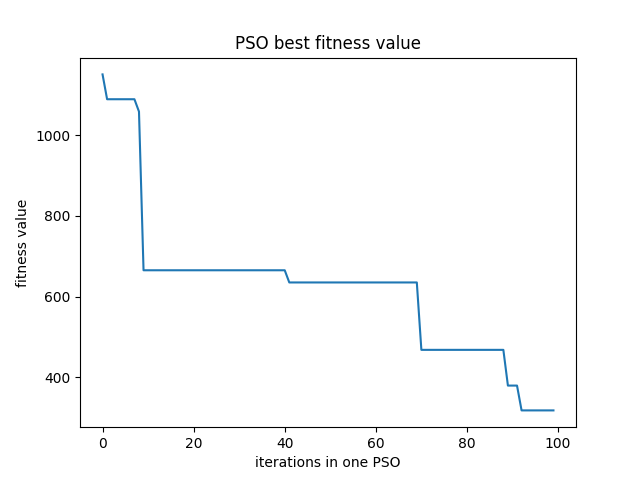 PSO best fitness value
1000
800
600
400
fitness value
0 20 40 60 80 100
iterations in one PSO